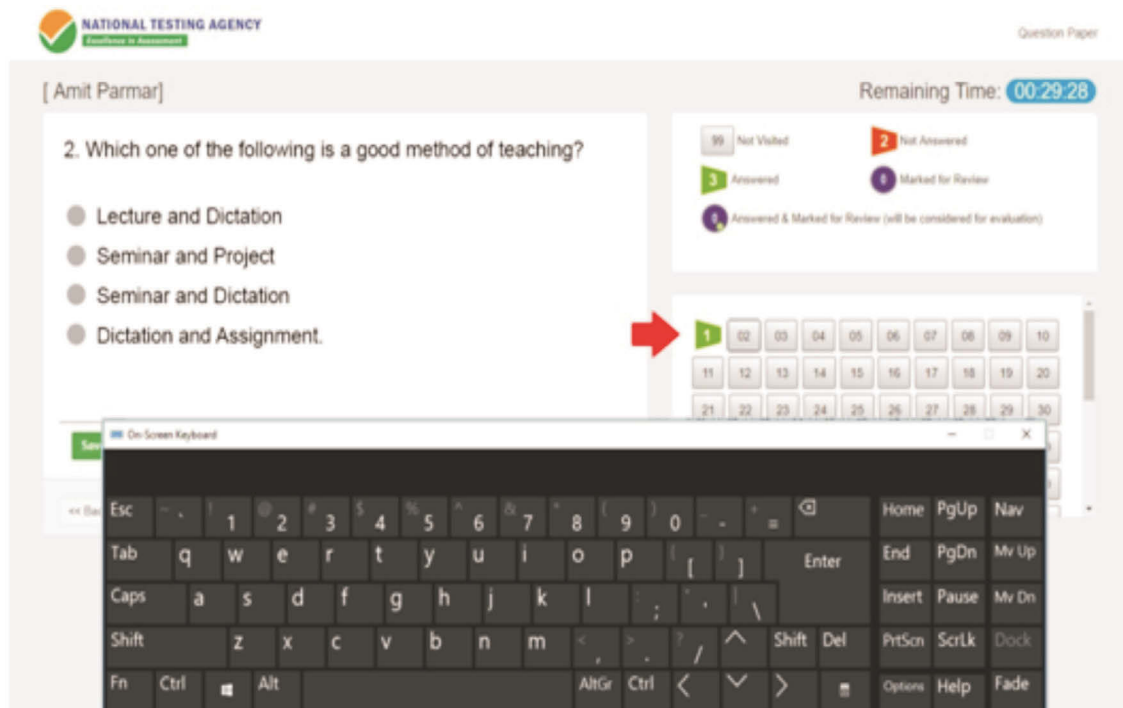 NATIONAL TESTING AGENCY
Excellence in Assessment
Question Paper
[ Amit Parmar]
Remaining Time: 00:29:28
2. Which one of the following is a good method of teaching?
Lecture and Dictation
Seminar and Project
Seminar and Dictation
Dictation and Assignment.
99 Not Visited
2 Not Answered
3 Answered
0 Marked for Review
0 Answered & Marked for Review (will be considered for evaluation)
1 02 03 04 05 06 07 08 09 10
11 12 13 14 15 16 17 18 19 20
21 22 23 24 25 26 27 28 29 30
On-Screen Keyboard
Esc ~ ` ! 1 @ 2 # 3 $ 4 % 5 ^ 6 & 7 * 8 ( 9 ) 0 _ - + = Home PgUp Nav
Tab q w e r t y u i o p { [ } ] Enter End PgDn Mv Up
Caps a s d f g h j k l : ; " ' | \ Insert Pause Mv Dn
Shift z x c v b n m < , > . ? / Shift Del PrtScn ScrLk Dock
Fn Ctrl Alt AltGr Ctrl Options Help Fade